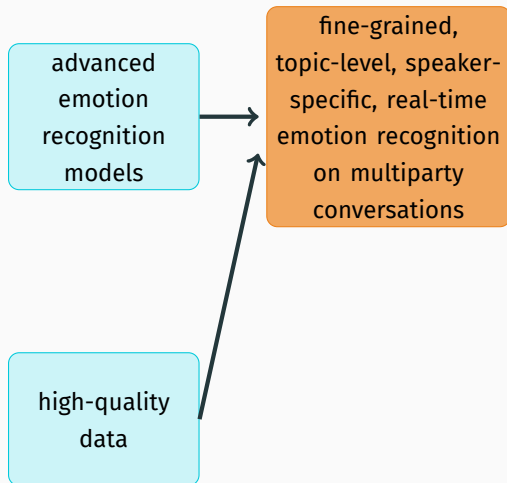 advanced
emotion
recognition
models
fine-grained,
topic-level, speaker-
specific, real-time
emotion recognition
on multiparty
conversations
high-quality
data